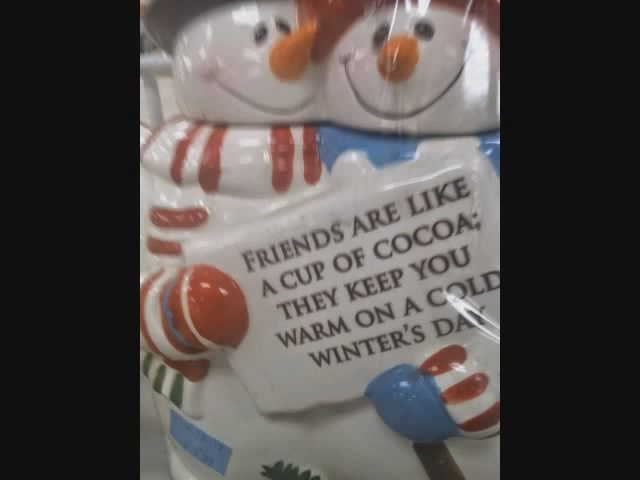 FRIENDS ARE LIKE
A CUP OF COCOA;
THEY KEEP YOU
WARM ON A COLD
WINTER'S DAY